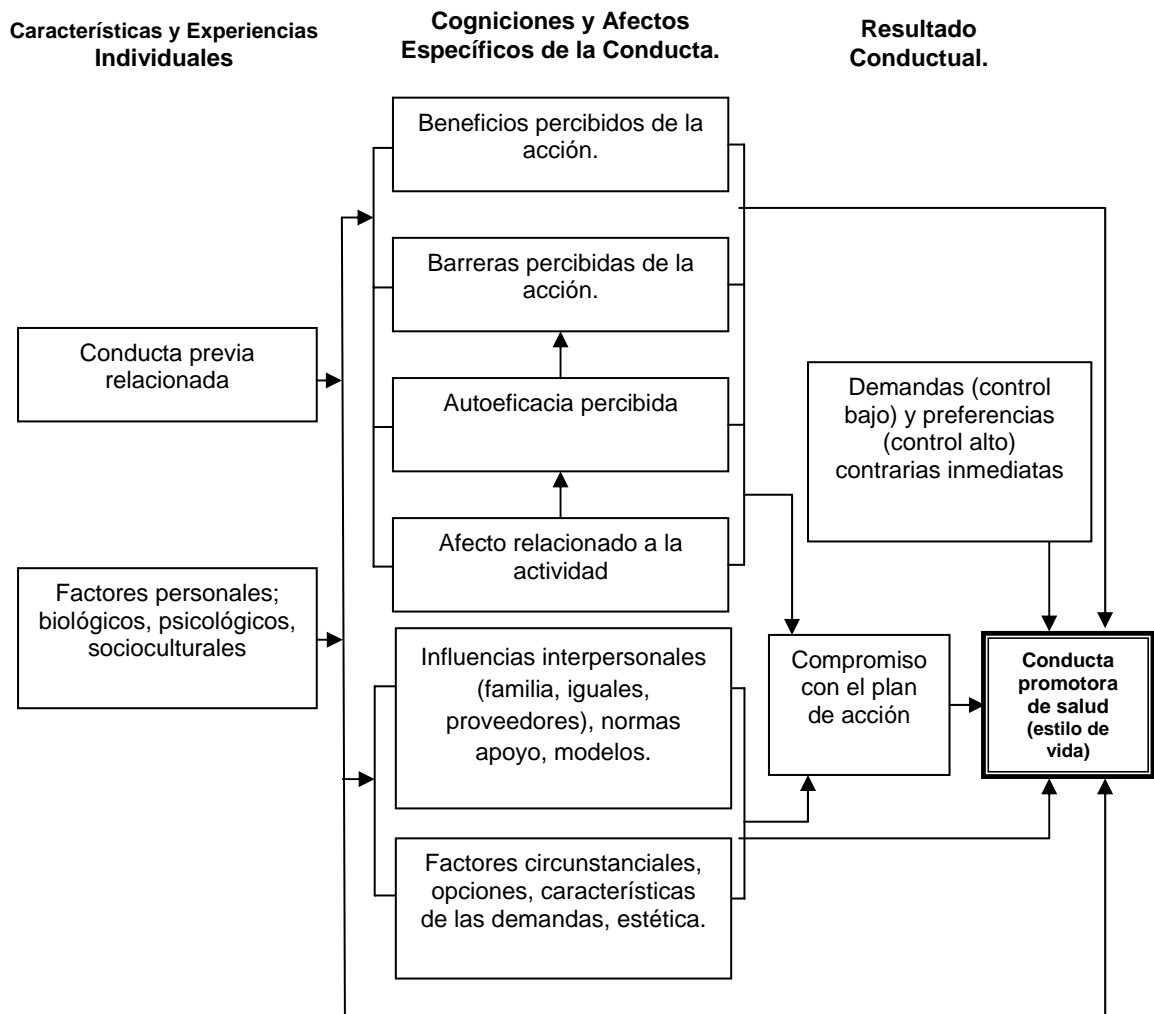 Características y Experiencias
Individuales
Cogniciones y Afectos
Específicos de la Conducta.
Resultado
Conductual.
Beneficios percibidos de la
acción.
Barreras percibidas de la
acción.
Conducta previa
relacionada
Autoeficacia percibida
Demandas (control
bajo) y preferencias
(control alto)
contrarias inmediatas
Afecto relacionado a la
actividad
Factores personales;
biológicos, psicológicos,
socioculturales
Influencias interpersonales
(familia, iguales,
proveedores), normas
apoyo, modelos.
Compromiso
con el plan
de acción
Conducta
promotora
de salud
(estilo de
vida)
Factores circunstanciales,
opciones, características
de las demandas, estética.